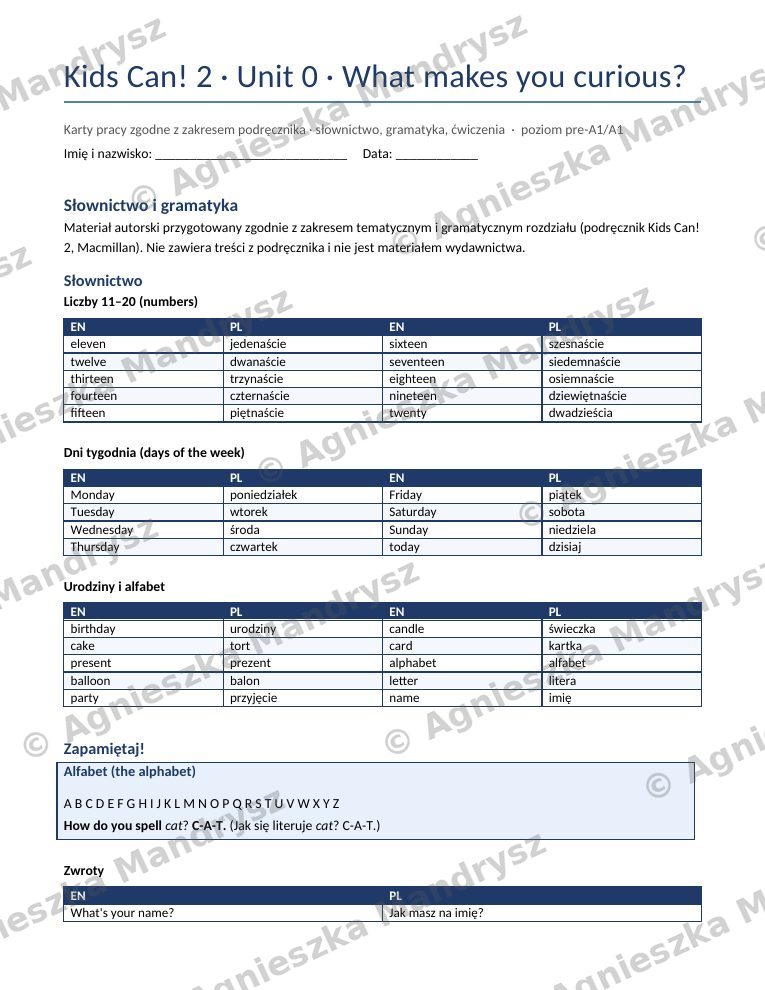 Kids Can! 2 · Unit 0 · What makes you curious?
Karty pracy zgodne z zakresem podręcznika · słownictwo, gramatyka, ćwiczenia · poziom pre-A1/A1
Imię i nazwisko: ____________________________ Data: ____________
Słownictwo i gramatyka
Materiał autorski przygotowany zgodnie z zakresem tematycznym i gramatycznym rozdziału (podręcznik Kids Can!
2, Macmillan). Nie zawiera treści z podręcznika i nie jest materiałem wydawnictwa.
Słownictwo
Liczby 11–20 (numbers)
EN PL EN PL
eleven jedenaście sixteen szesnaście
twelve dwanaście seventeen siedemnaście
thirteen trzynaście eighteen osiemnaście
fourteen czternaście nineteen dziewiętnaście
fifteen piętnaście twenty dwadzieścia
Dni tygodnia (days of the week)
EN PL EN PL
Monday poniedziałek Friday piątek
Tuesday wtorek Saturday sobota
Wednesday środa Sunday niedziela
Thursday czwartek today dzisiaj
Urodziny i alfabet
EN PL EN PL
birthday urodziny candle świeczka
cake tort card kartka
present prezent alphabet alfabet
balloon balon letter litera
party przyjęcie name imię
Zapamiętaj!
Alfabet (the alphabet)
A B C D E F G H I J K L M N O P Q R S T U V W X Y Z
How do you spell cat? C-A-T. (Jak się literuje cat? C-A-T.)
Zwroty
EN PL
What's your name? Jak masz na imię?
© Agnieszka Mandrysz